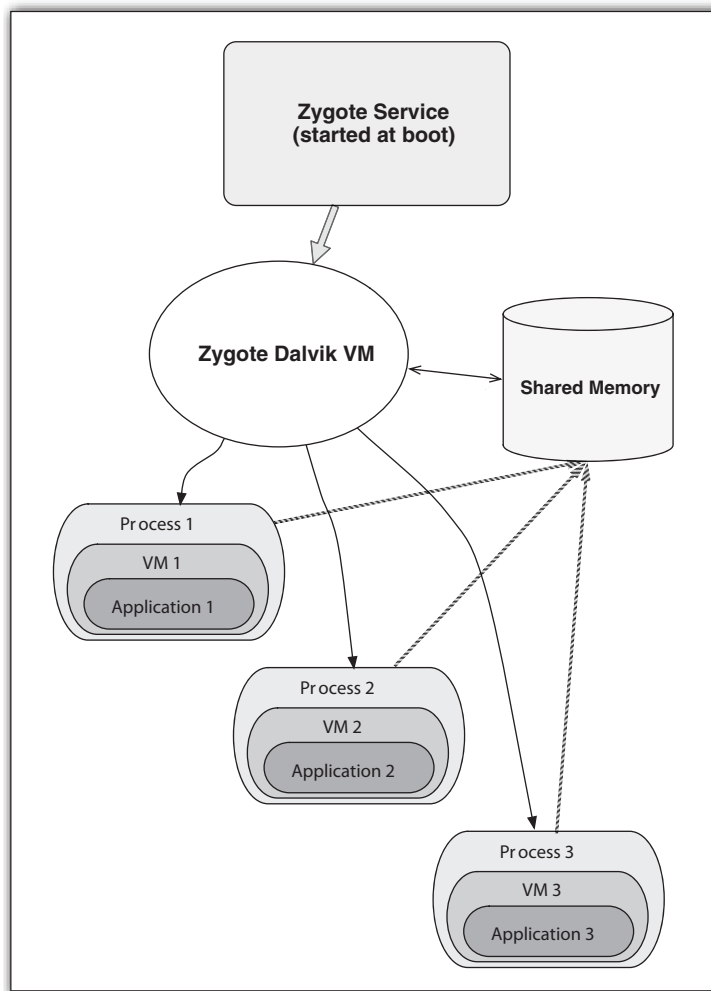 Zygote Service
(started at boot)
Zygote Dalvik VM
Shared Memory
Process 1
VM 1
Application 1
Process 2
VM 2
Application 2
Process 3
VM 3
Application 3